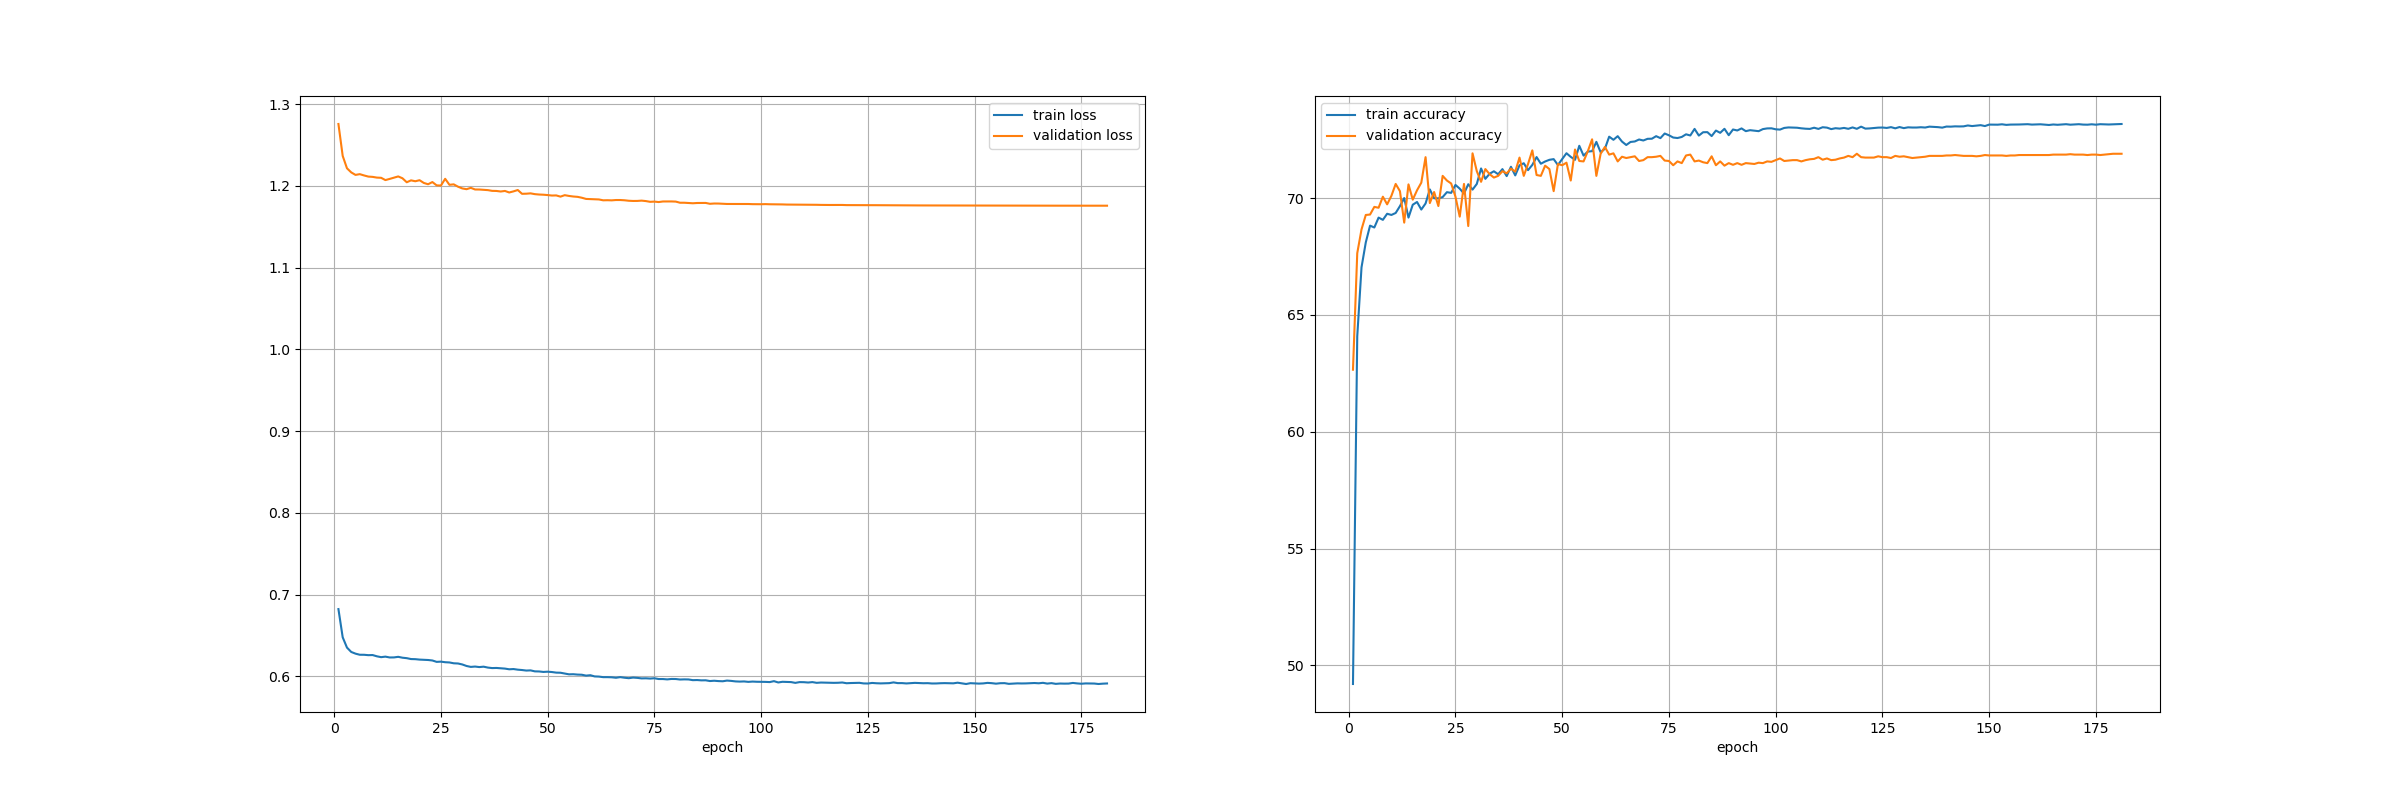 1.3
1.2
1.1
1.0
0.9
0.8
0.7
0.6
0 25 50 75 100 125 150 175
epoch
train loss
validation loss
70
65
60
55
50
0 25 50 75 100 125 150 175
epoch
train accuracy
validation accuracy